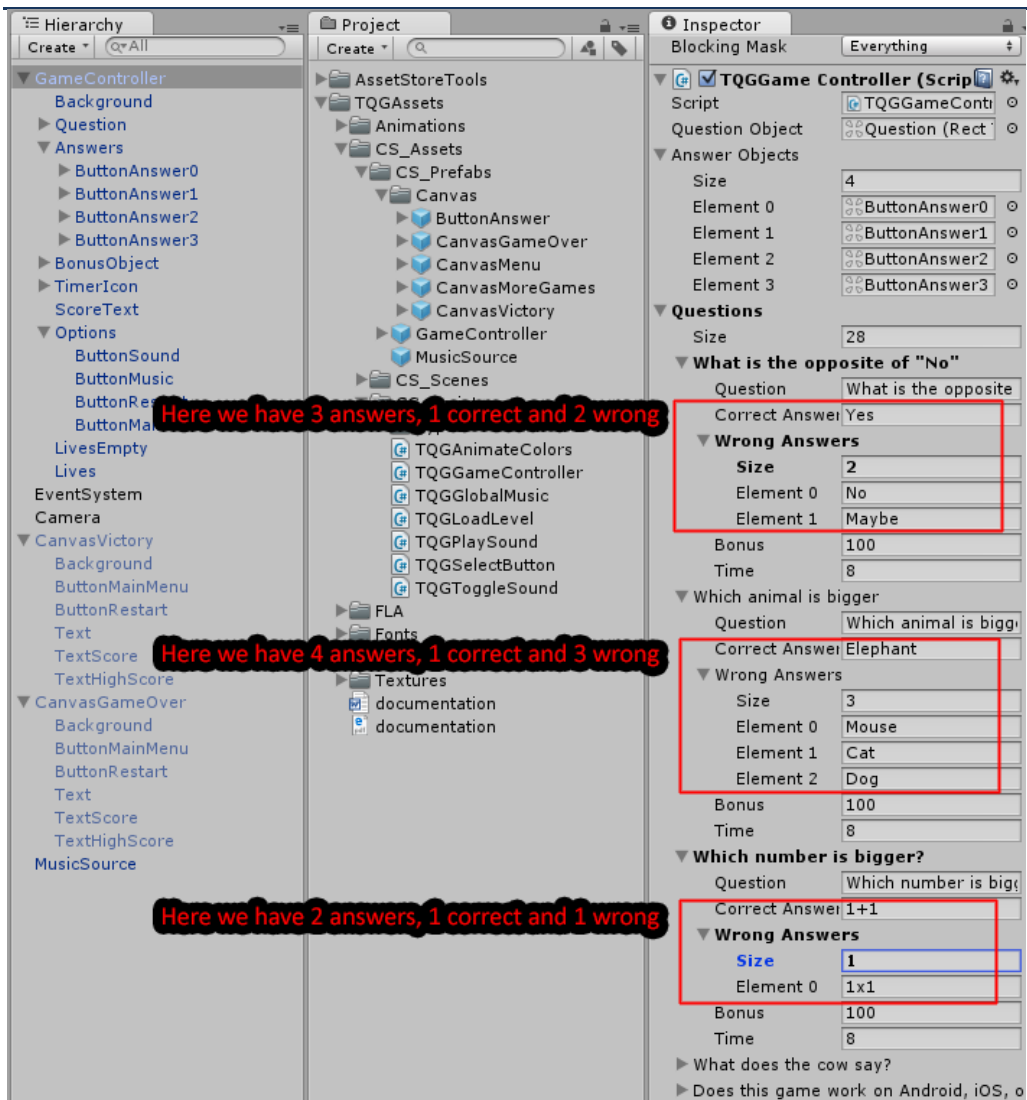 Hierarchy
Create
All
GameController
Background
Question
Answers
ButtonAnswer0
ButtonAnswer1
ButtonAnswer2
ButtonAnswer3
BonusObject
TimerIcon
ScoreText
Options
ButtonSound
ButtonMusic
LivesEmpty
Lives
EventSystem
Camera
CanvasVictory
Background
ButtonMainMenu
ButtonRestart
Text
TextScore
TextHighScore
CanvasGameOver
Background
ButtonMainMenu
ButtonRestart
Text
TextScore
TextHighScore
MusicSource
Project
Create
AssetStoreTools
TQGAssets
Animations
CS_Assets
CS_Prefabs
Canvas
ButtonAnswer
CanvasGameOver
CanvasMenu
CanvasMoreGames
CanvasVictory
GameController
MusicSource
CS_Scenes
TQGAnimateColors
TQGGameController
TQGGlobalMusic
TQGLoadLevel
TQGPlaySound
TQGSelectButton
TQGToggleSound
FLA
Fonts
Textures
documentation
documentation
Here we have 3 answers, 1 correct and 2 wrong
Here we have 4 answers, 1 correct and 3 wrong
Here we have 2 answers, 1 correct and 1 wrong
Inspector
Blocking Mask Everything
TQGGame Controller (Scrip
Script TQGGameContr
Question Object Question (Rect
Answer Objects
Size 4
Element 0 ButtonAnswer0
Element 1 ButtonAnswer1
Element 2 ButtonAnswer2
Element 3 ButtonAnswer3
Questions
Size 28
What is the opposite of "No"
Question What is the opposite
Correct Answer Yes
Wrong Answers
Size 2
Element 0 No
Element 1 Maybe
Bonus 100
Time 8
Which animal is bigger
Question Which animal is bigg
Correct Answer Elephant
Wrong Answers
Size 3
Element 0 Mouse
Element 1 Cat
Element 2 Dog
Bonus 100
Time 8
Which number is bigger?
Question Which number is big
Correct Answer 1+1
Wrong Answers
Size 1
Element 0 1x1
Bonus 100
Time 8
What does the cow say?
Does this game work on Android, iOS, o